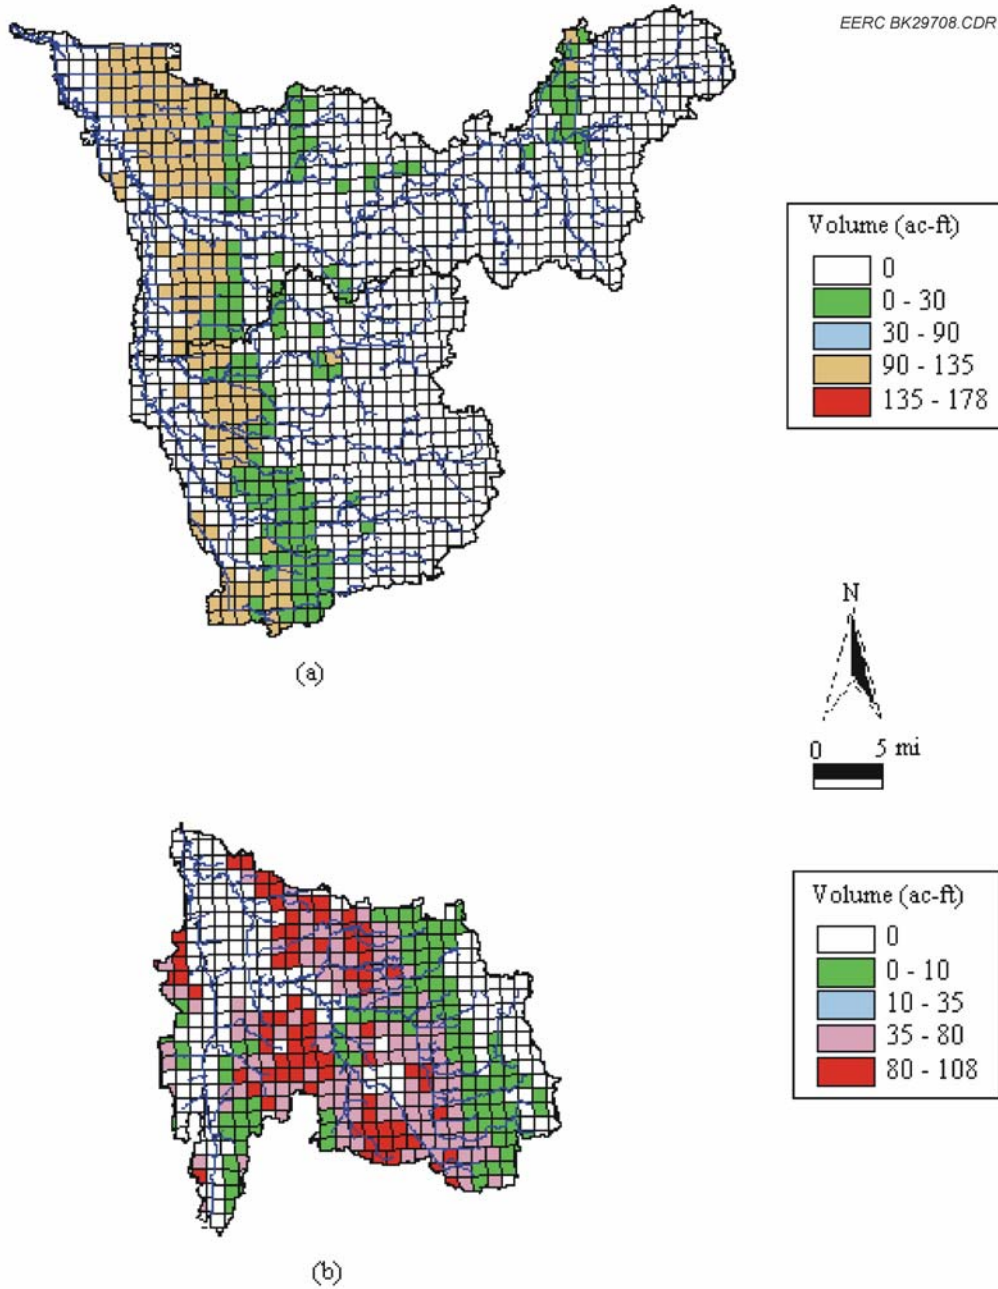 EERC BK29708.CDR
Volume (ac-ft)
0
0 - 30
30 - 90
90 - 135
135 - 178
(a)
N
0 5 mi
Volume (ac-ft)
0
0 - 10
10 - 35
35 - 80
80 - 108
(b)